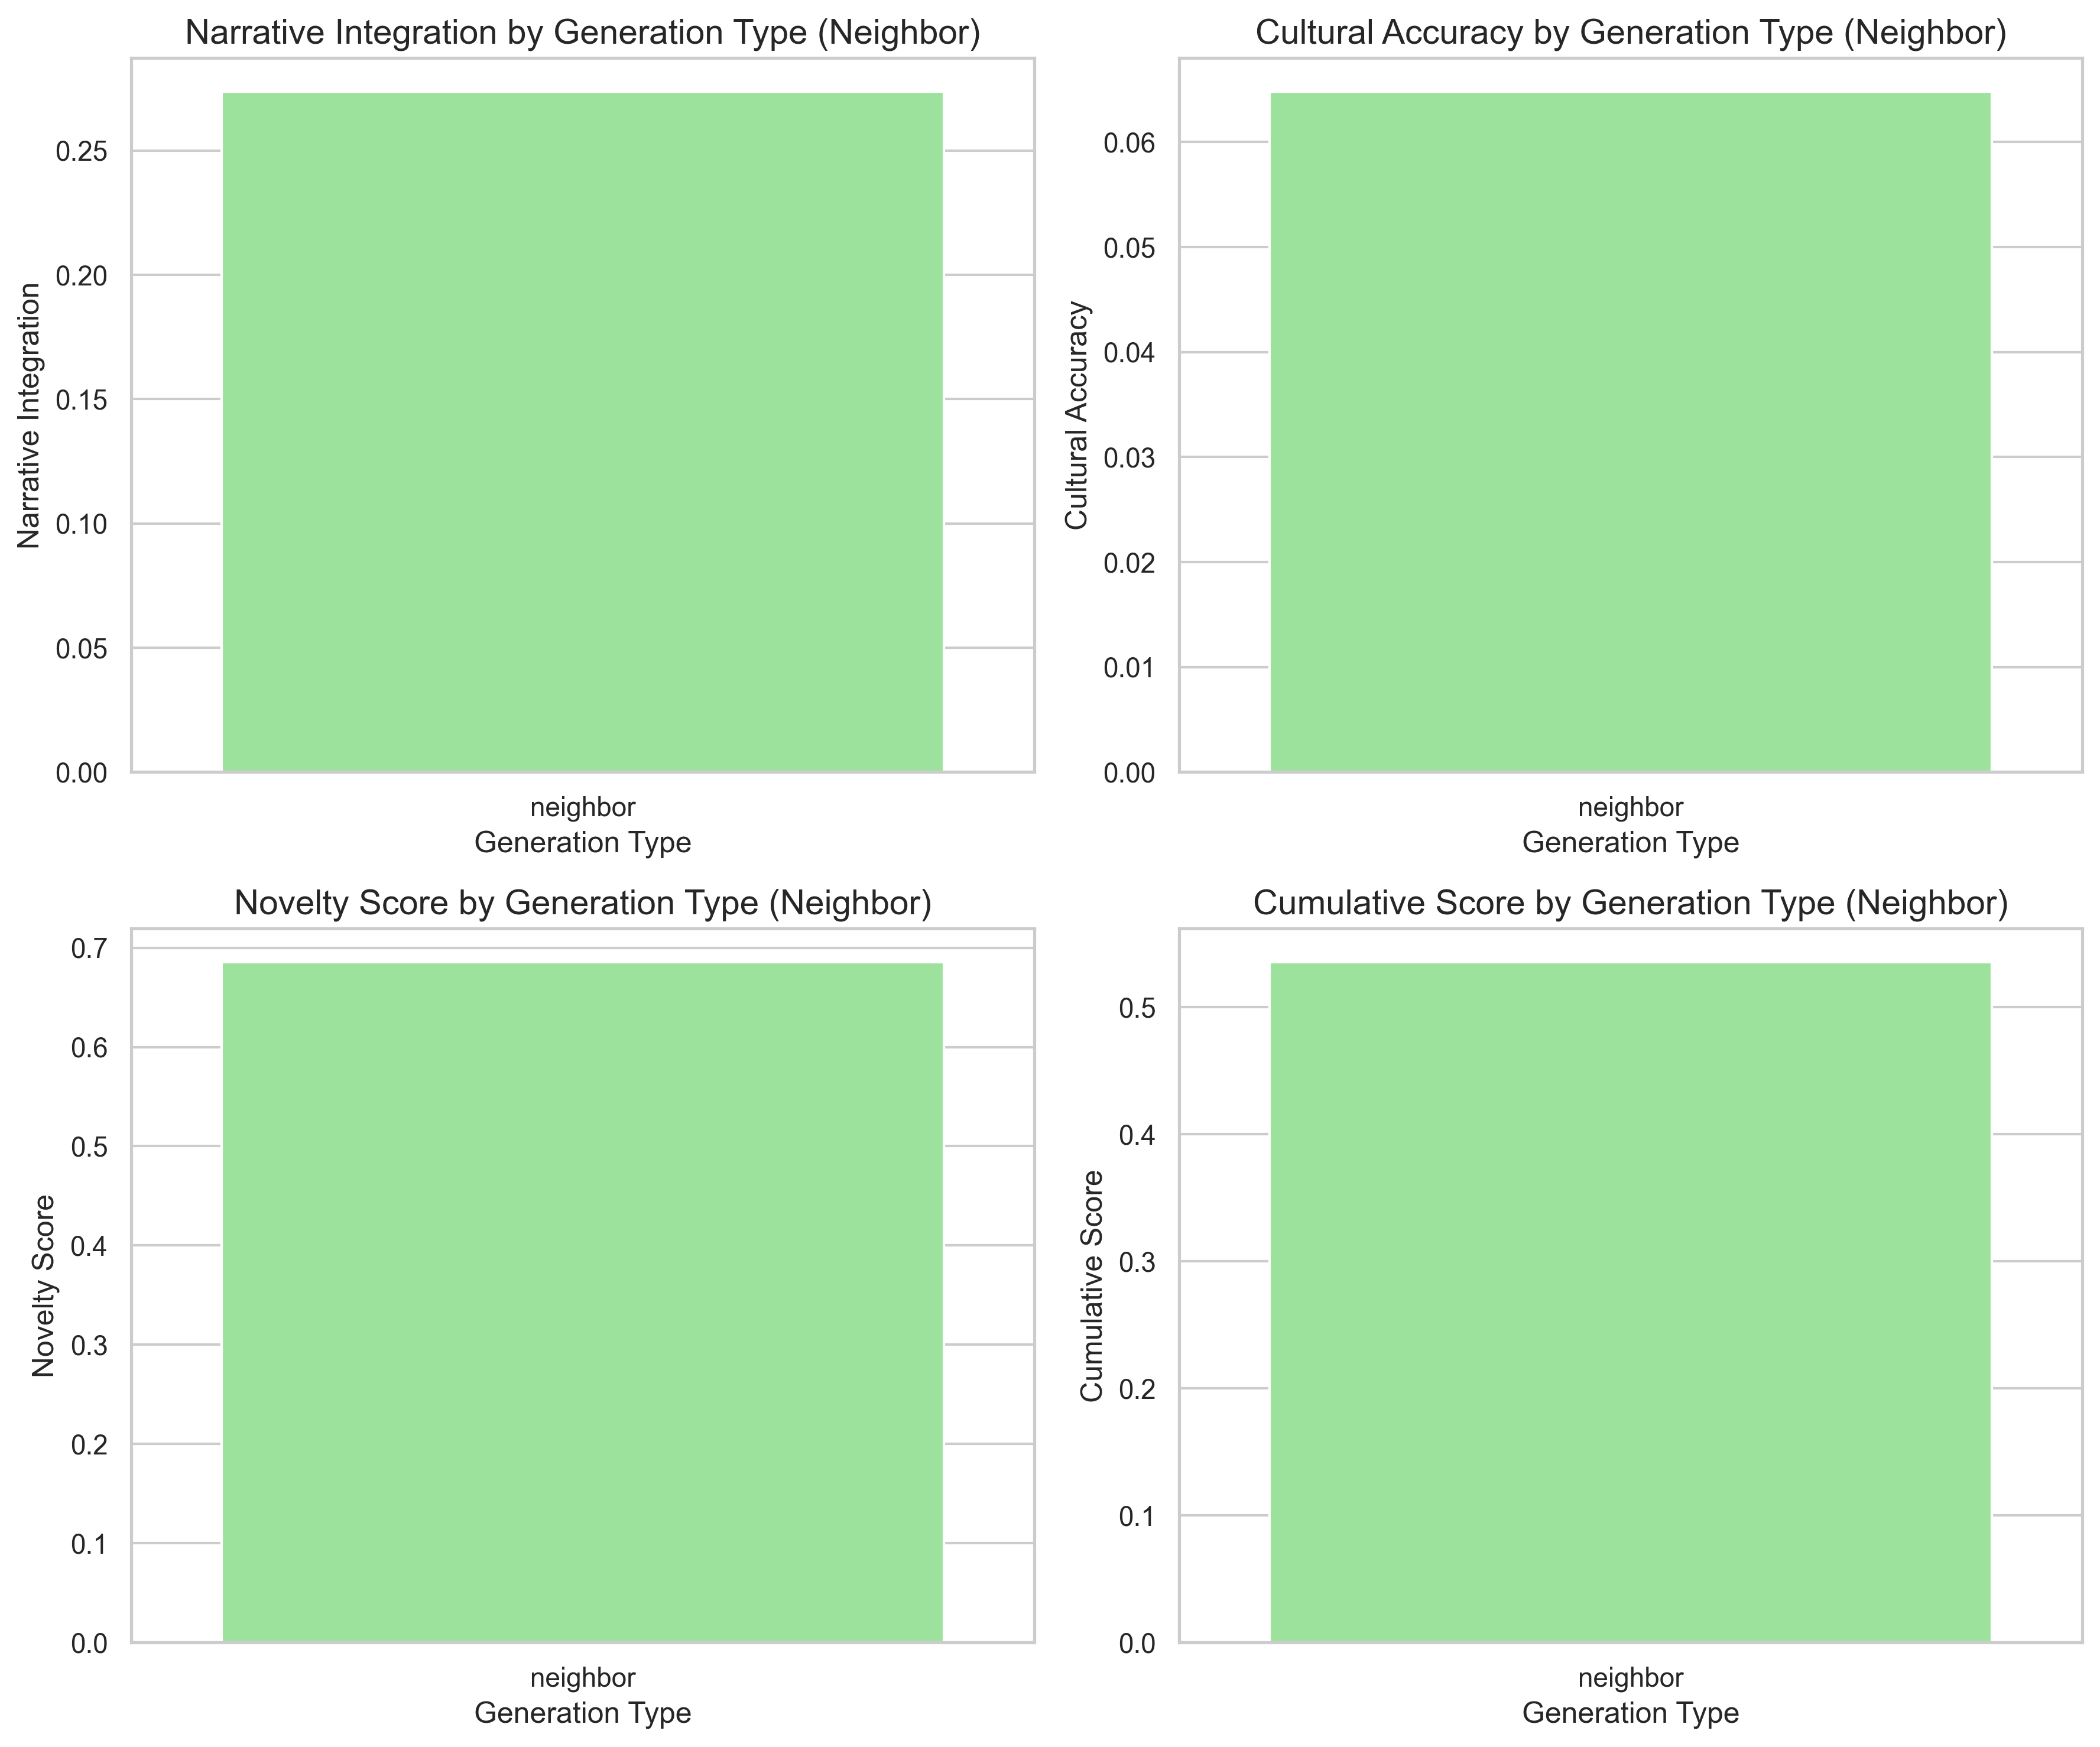 Narrative Integration by Generation Type (Neighbor)
Narrative Integration
0.25
0.20
0.15
0.10
0.05
0.00
neighbor
Generation Type
Cultural Accuracy by Generation Type (Neighbor)
Cultural Accuracy
0.06
0.05
0.04
0.03
0.02
0.01
0.00
neighbor
Generation Type
Novelty Score by Generation Type (Neighbor)
Novelty Score
0.7
0.6
0.5
0.4
0.3
0.2
0.1
0.0
neighbor
Generation Type
Cumulative Score by Generation Type (Neighbor)
Cumulative Score
0.5
0.4
0.3
0.2
0.1
0.0
neighbor
Generation Type